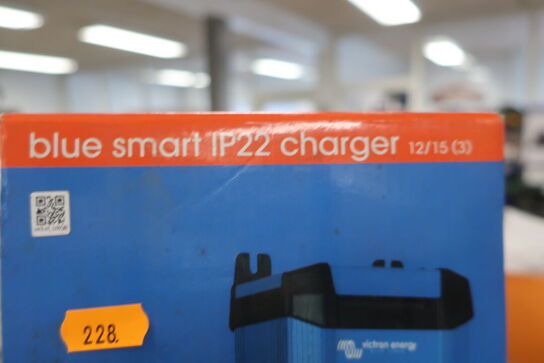 blue smart IP22 charger 12/15 (3)
228.
victron energy